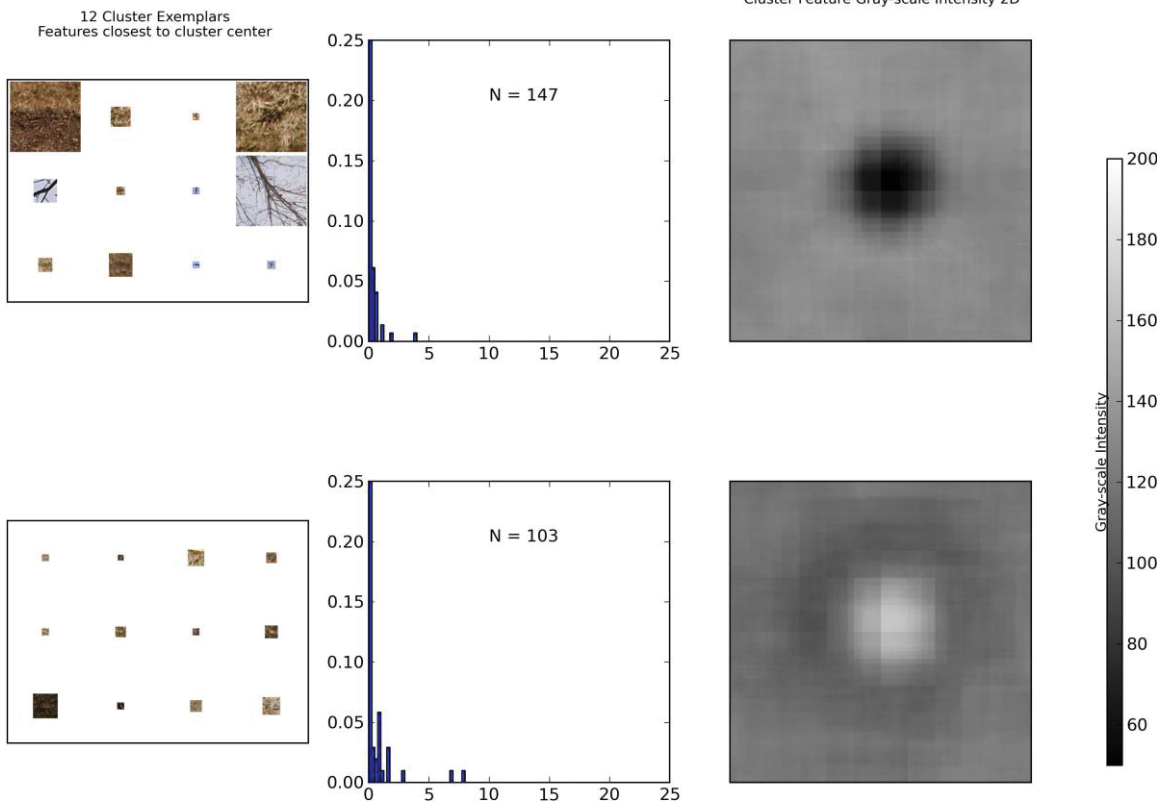 12 Cluster Exemplars
Features closest to cluster center
Cluster Feature Gray-scale Intensity 2D
0.25
0.20
0.15
0.10
0.05
0.00
N = 147
0 5 10 15 20 25
0.25
0.20
0.15
0.10
0.05
0.00
N = 103
0 5 10 15 20 25
200
180
160
140
120
100
80
60
Gray-scale Intensity